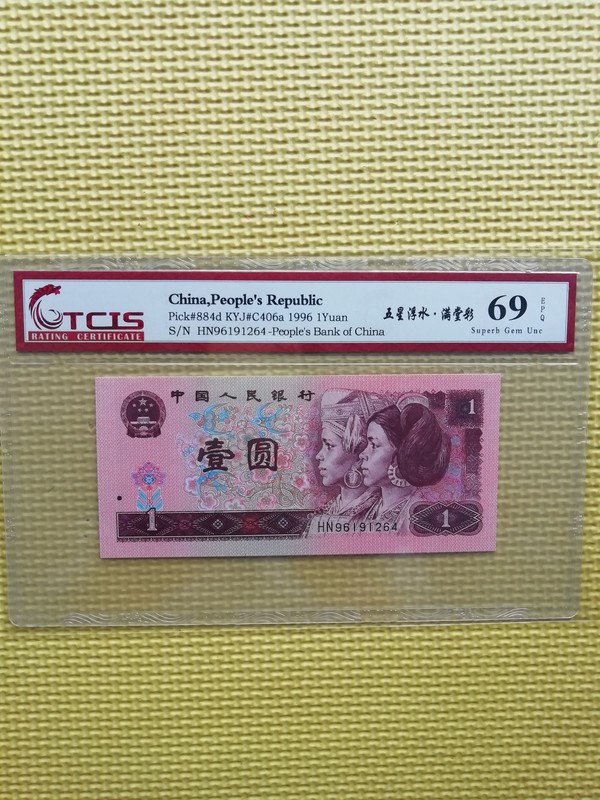 TCIS
RATING CERTIFICATE
China,People's Republic
Pick#884d KYJ#C406a 1996 1Yuan
S/N HN96191264-People's Bank of China
五星浮水·满堂彩
69
EPQ
Superb Gem Unc
中国人民银行
壹圆
1
HN96191264
1
1